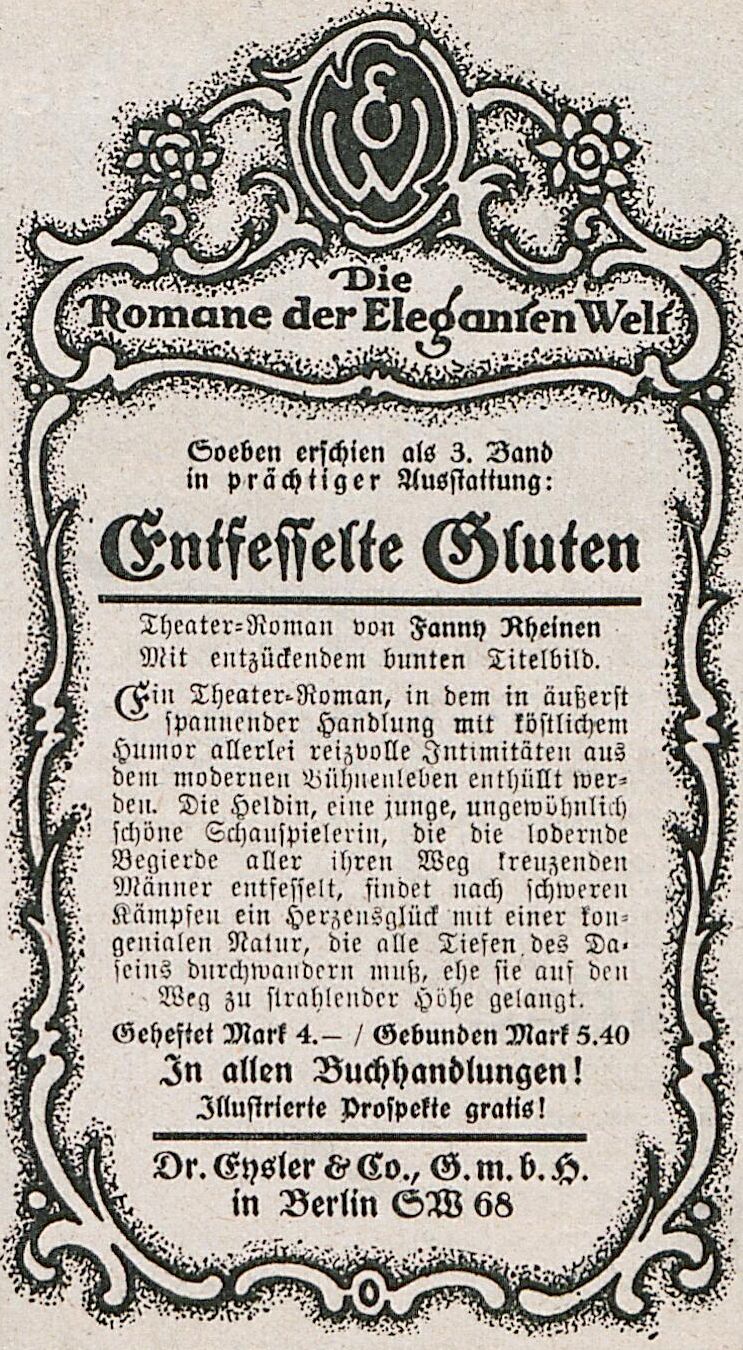 EW
Die
Romane der Eleganten Welt
Soeben erschien als 3. Band
in prächtiger Ausstattung:
Entfesselte Gluten
Theater-Roman von Fanny Rheinen
Mit entzückendem bunten Titelbild.
Ein Theater-Roman, in dem in äußerst
spannender Handlung mit köstlichem
Humor allerlei reizvolle Intimitäten aus
dem modernen Bühnenleben enthüllt wer-
den. Die Heldin, eine junge, ungewöhnlich
schöne Schauspielerin, die die lodernde
Begierde aller ihren Weg kreuzenden
Männer entfesselt, findet nach schweren
Kämpfen ein Herzensglück mit einer kon-
genialen Natur, die alle Tiefen des Da-
seins durchwandern muß, ehe sie auf den
Weg zu strahlender Höhe gelangt.
Geheftet Mark 4.— / Gebunden Mark 5.40
In allen Buchhandlungen!
Illustrierte Prospekte gratis!
Dr. Eysler & Co., G.m.b.H.
in Berlin SW 68